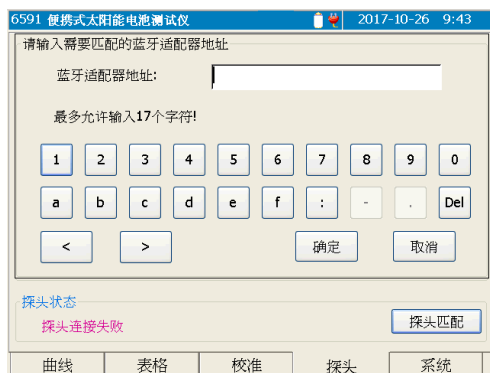 6591 便携式太阳能电池测试仪 2017-10-26 9:43
请输入需要匹配的蓝牙适配器地址
蓝牙适配器地址:
最多允许输入17个字符!
1 2 3 4 5 6 7 8 9 0
a b c d e f : - . Del
< > 确定 取消
探头状态
探头连接失败 探头匹配
曲线 表格 校准 探头 系统